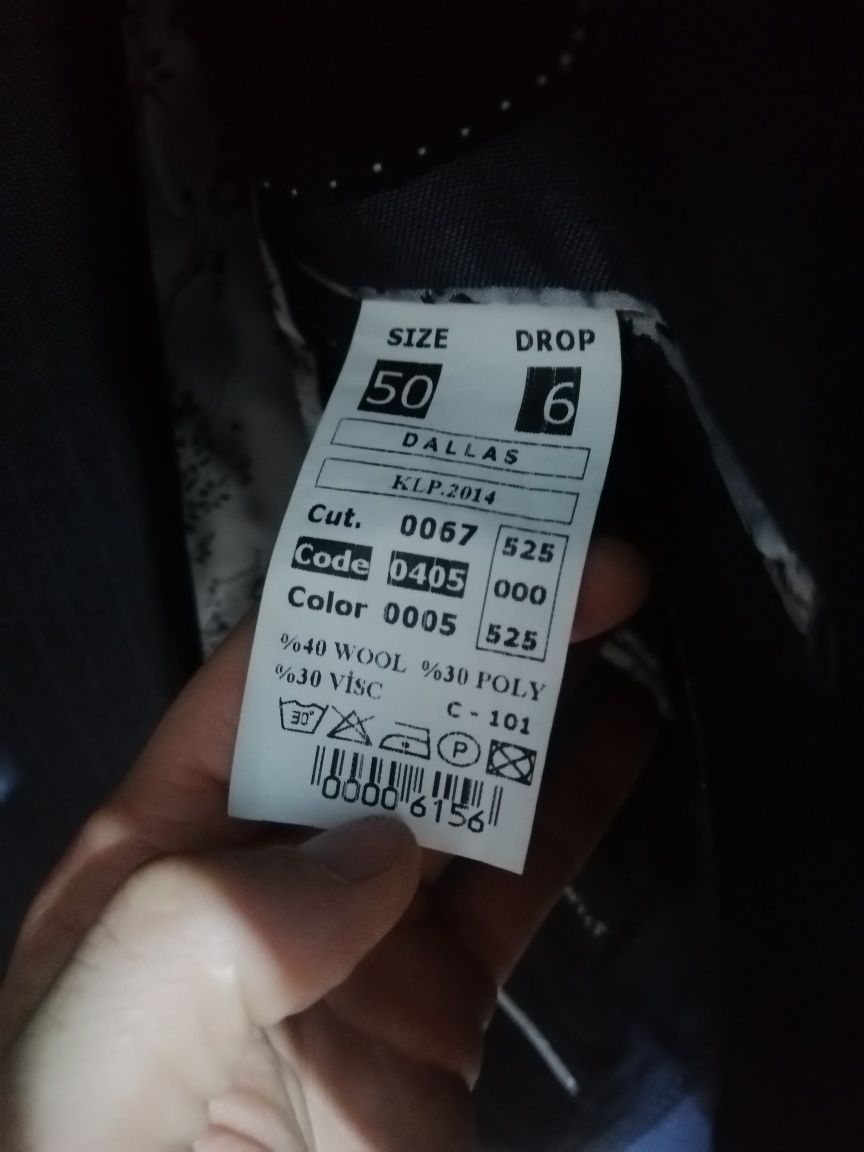 SIZE DROP
50 6
DALLAS
KLP.2014
Cut. 0067 525
Code 0405 000
Color 0005 525
%40 WOOL %30 POLY
%30 VİSC
C - 101
30° P
0000 6156